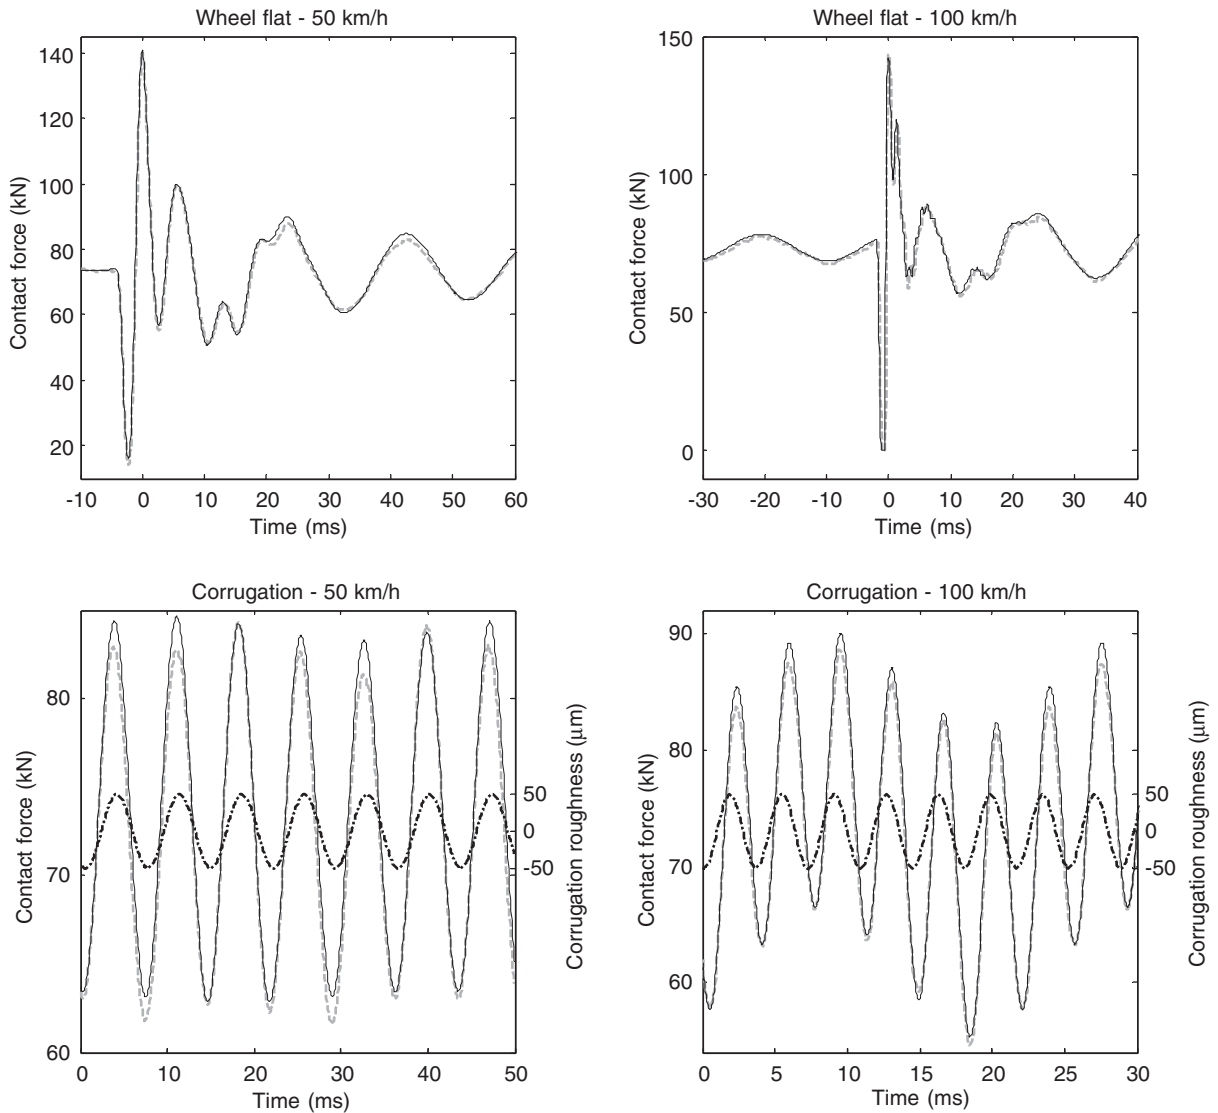 Wheel flat - 50 km/h
140
120
100
80
60
40
20
-10 0 10 20 30 40 50 60
Contact force (kN)
Time (ms)
Wheel flat - 100 km/h
150
100
50
0
-30 -20 -10 0 10 20 30 40
Contact force (kN)
Time (ms)
Corrugation - 50 km/h
80
70
60
50
0
-50
0 10 20 30 40 50
Contact force (kN)
Corrugation roughness (μm)
Time (ms)
Corrugation - 100 km/h
90
80
70
60
50
0
-50
0 5 10 15 20 25 30
Contact force (kN)
Corrugation roughness (μm)
Time (ms)